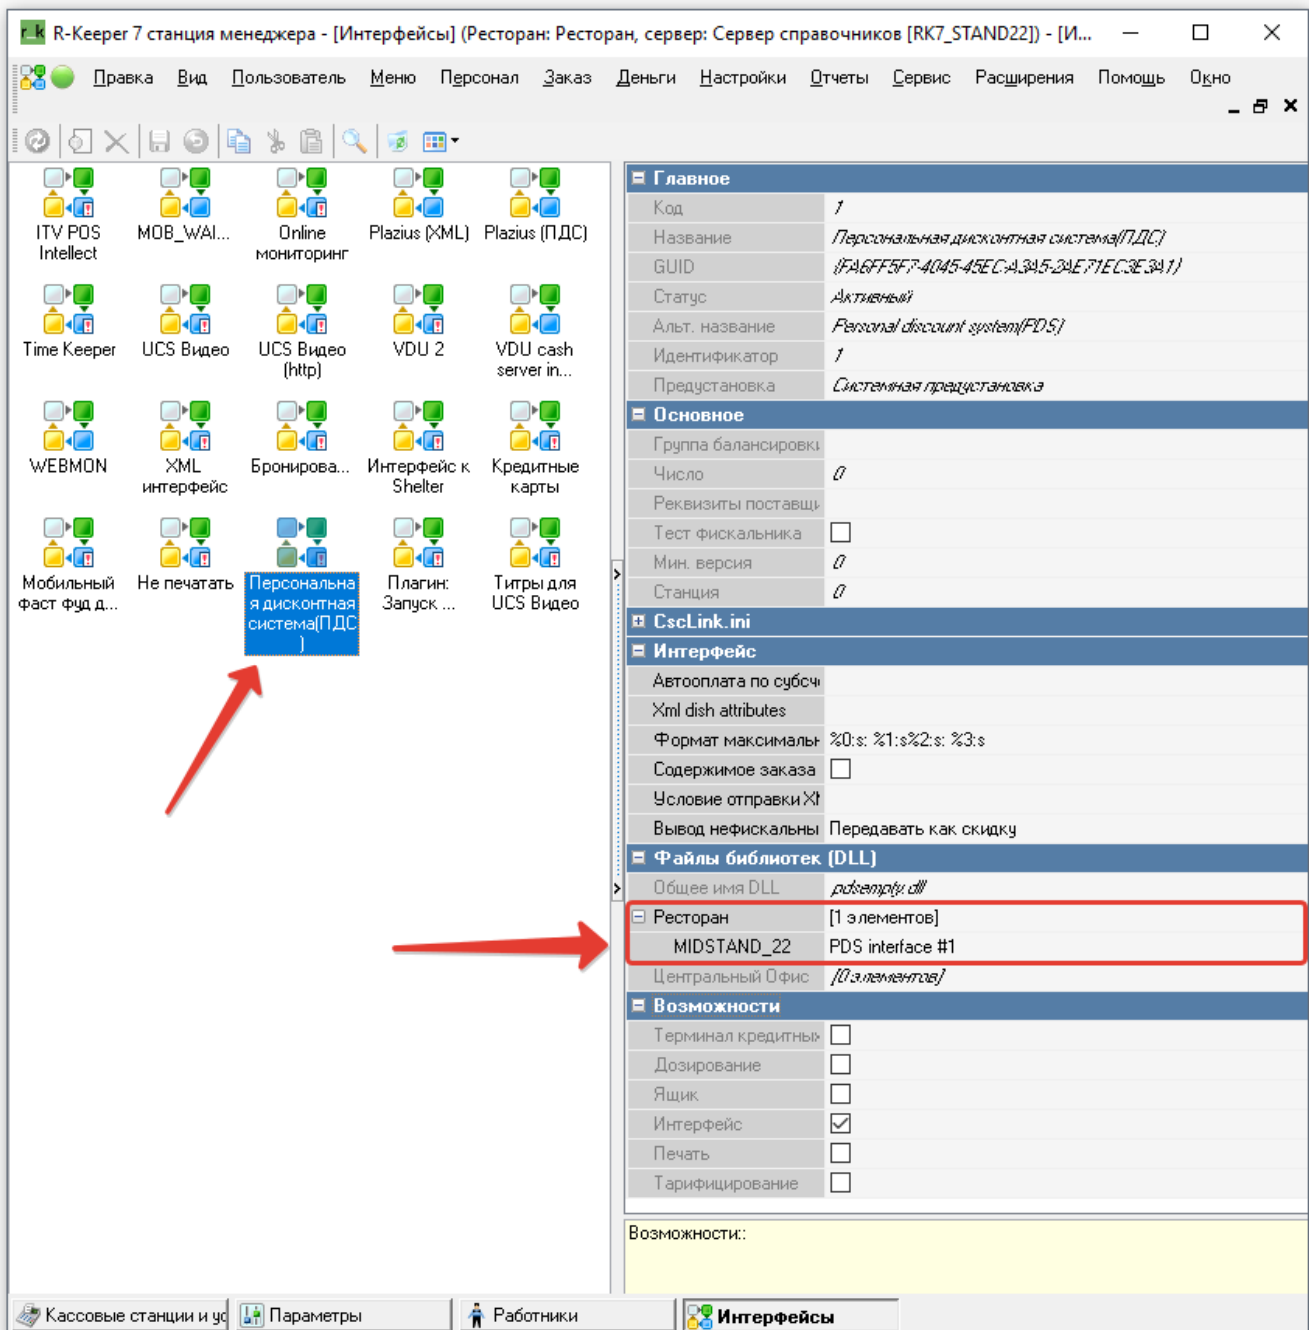 r_k R-Keeper 7 станция менеджера - [Интерфейсы] (Ресторан: Ресторан, сервер: Сервер справочников [RK7_STAND22]) - [И...
Правка Вид Пользователь Меню Персонал Заказ Деньги Настройки Отчеты Сервис Расширения Помощь Окно
ITV POS Intellect
MOB_WAI...
Online мониторинг
Plazius (XML)
Plazius (ПДС)
Time Keeper
UCS Видео
UCS Видео (http)
VDU 2
VDU cash server in...
WEBMON
XML интерфейс
Бронирова...
Интерфейс к Shelter
Кредитные карты
Мобильный фаст фуд д...
Не печатать
Персональна
я дисконтная
система(ПДС
)
Плагин: Запуск ...
Титры для UCS Видео
Главное
Код 1
Название Персональная дисконтная система(ПДС)
GUID {FA6FF5F7-4045-45EC-A3A5-2AE71EC3E3A1}
Статус Активный
Альт. название Personal discount system(PDS)
Идентификатор 1
Предустановка Системная предустановка
Основное
Группа балансировки
Число 0
Реквизиты поставщи
Тест фискальника
Мин. версия 0
Станция 0
CscLink.ini
Интерфейс
Автооплата по субсч
Xml dish attributes
Формат максимальн %0:s: %1:s%2:s: %3:s
Содержимое заказа
Условие отправки XM
Вывод нефискальны Передавать как скидку
Файлы библиотек (DLL)
Общее имя DLL pdsempty.dll
Ресторан [1 элементов]
MIDSTAND_22 PDS interface #1
Центральный Офис [0 элементов]
Возможности
Терминал кредитных
Дозирование
Ящик
Интерфейс
Печать
Тарифицирование
Возможности::
Кассовые станции и ус Параметры Работники Интерфейсы